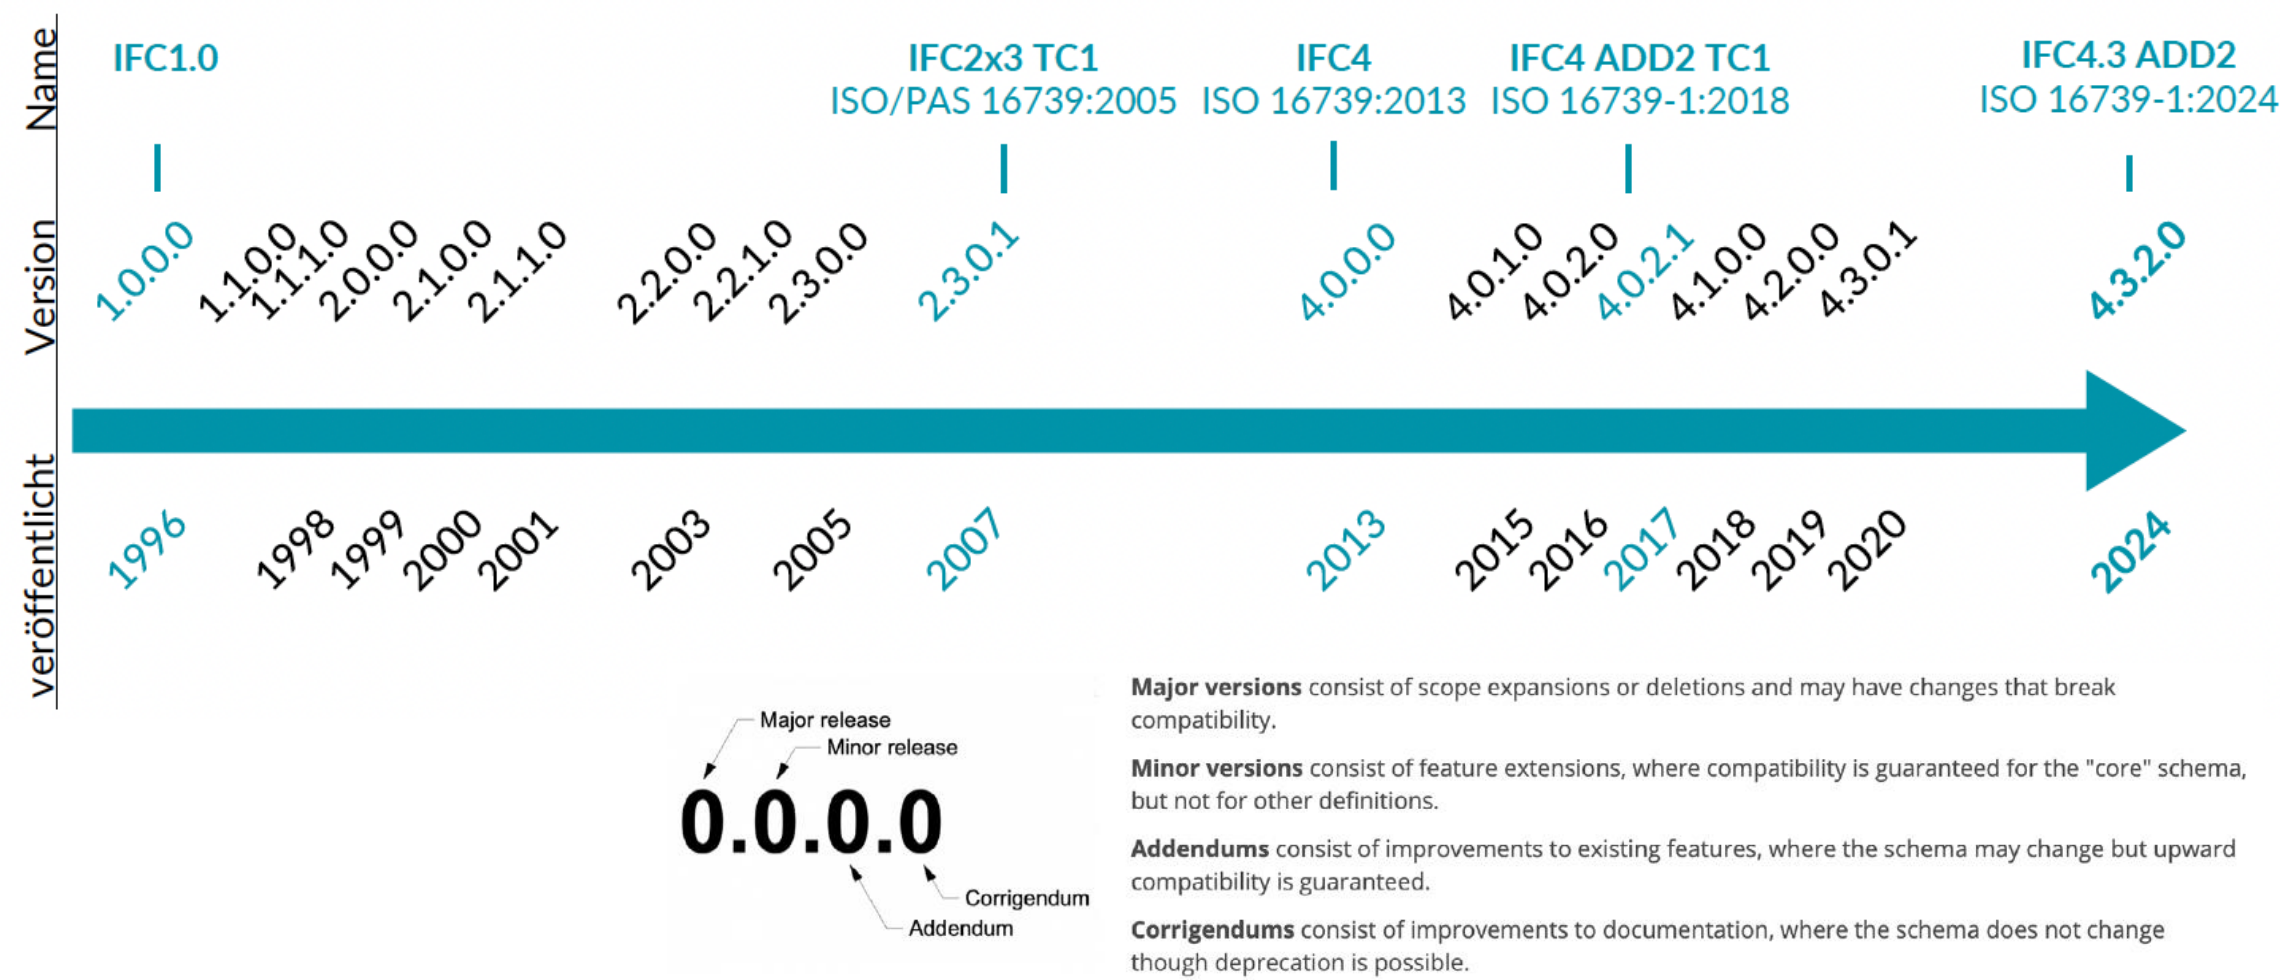 Name
IFC1.0
IFC2x3 TC1
ISO/PAS 16739:2005
IFC4
ISO 16739:2013
IFC4 ADD2 TC1
ISO 16739-1:2018
IFC4.3 ADD2
ISO 16739-1:2024
Version
1.0.0.0
1.1.0.0
1.1.1.0
2.0.0.0
2.1.0.0
2.1.1.0
2.2.0.0
2.2.1.0
2.3.0.0
2.3.0.1
4.0.0.0
4.0.1.0
4.0.2.0
4.0.2.1
4.1.0.0
4.2.0.0
4.3.0.1
4.3.2.0
veröffentlicht
1996
1998
1999
2000
2001
2003
2005
2007
2013
2015
2016
2017
2018
2019
2020
2024
Major release
Minor release
0.0.0.0
Corrigendum
Addendum
Major versions consist of scope expansions or deletions and may have changes that break
compatibility.
Minor versions consist of feature extensions, where compatibility is guaranteed for the "core" schema,
but not for other definitions.
Addendums consist of improvements to existing features, where the schema may change but upward
compatibility is guaranteed.
Corrigendums consist of improvements to documentation, where the schema does not change
though deprecation is possible.